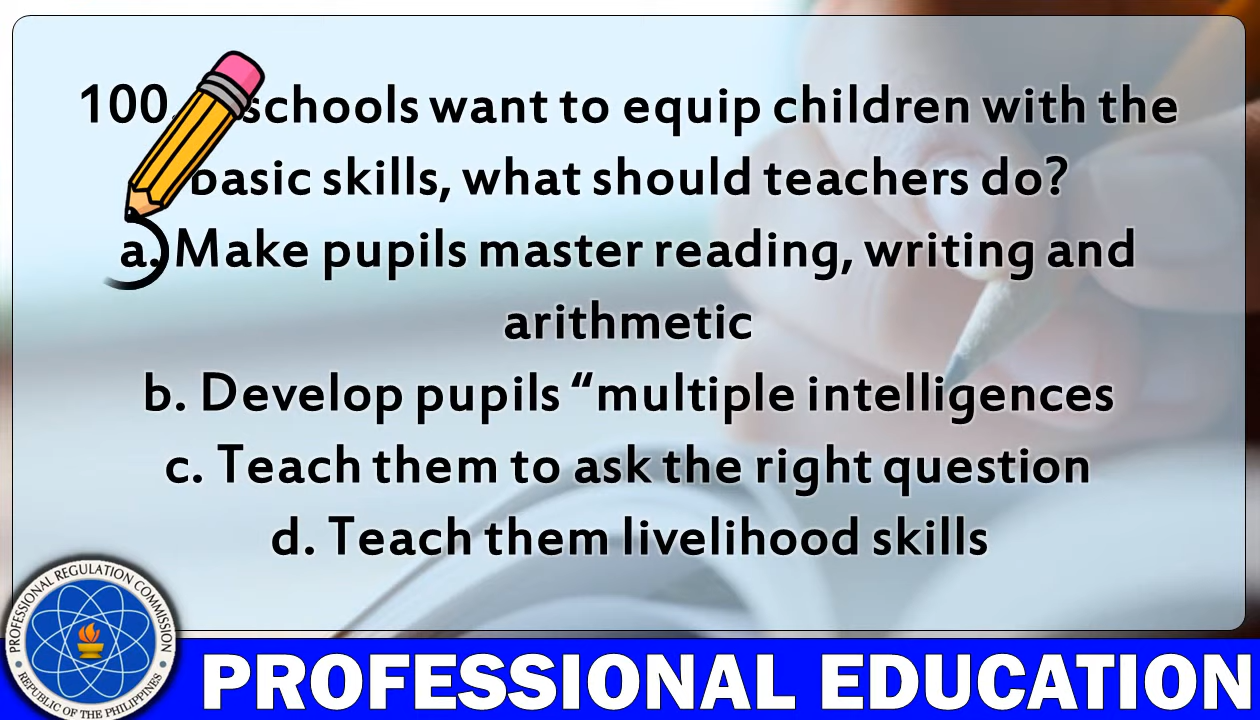 100. schools want to equip children with the
basic skills, what should teachers do?
a. Make pupils master reading, writing and
arithmetic
b. Develop pupils “multiple intelligences
c. Teach them to ask the right question
d. Teach them livelihood skills
PROFESSIONAL REGULATION COMMISSION
REPUBLIC OF THE PHILIPPINES
PROFESSIONAL EDUCATION